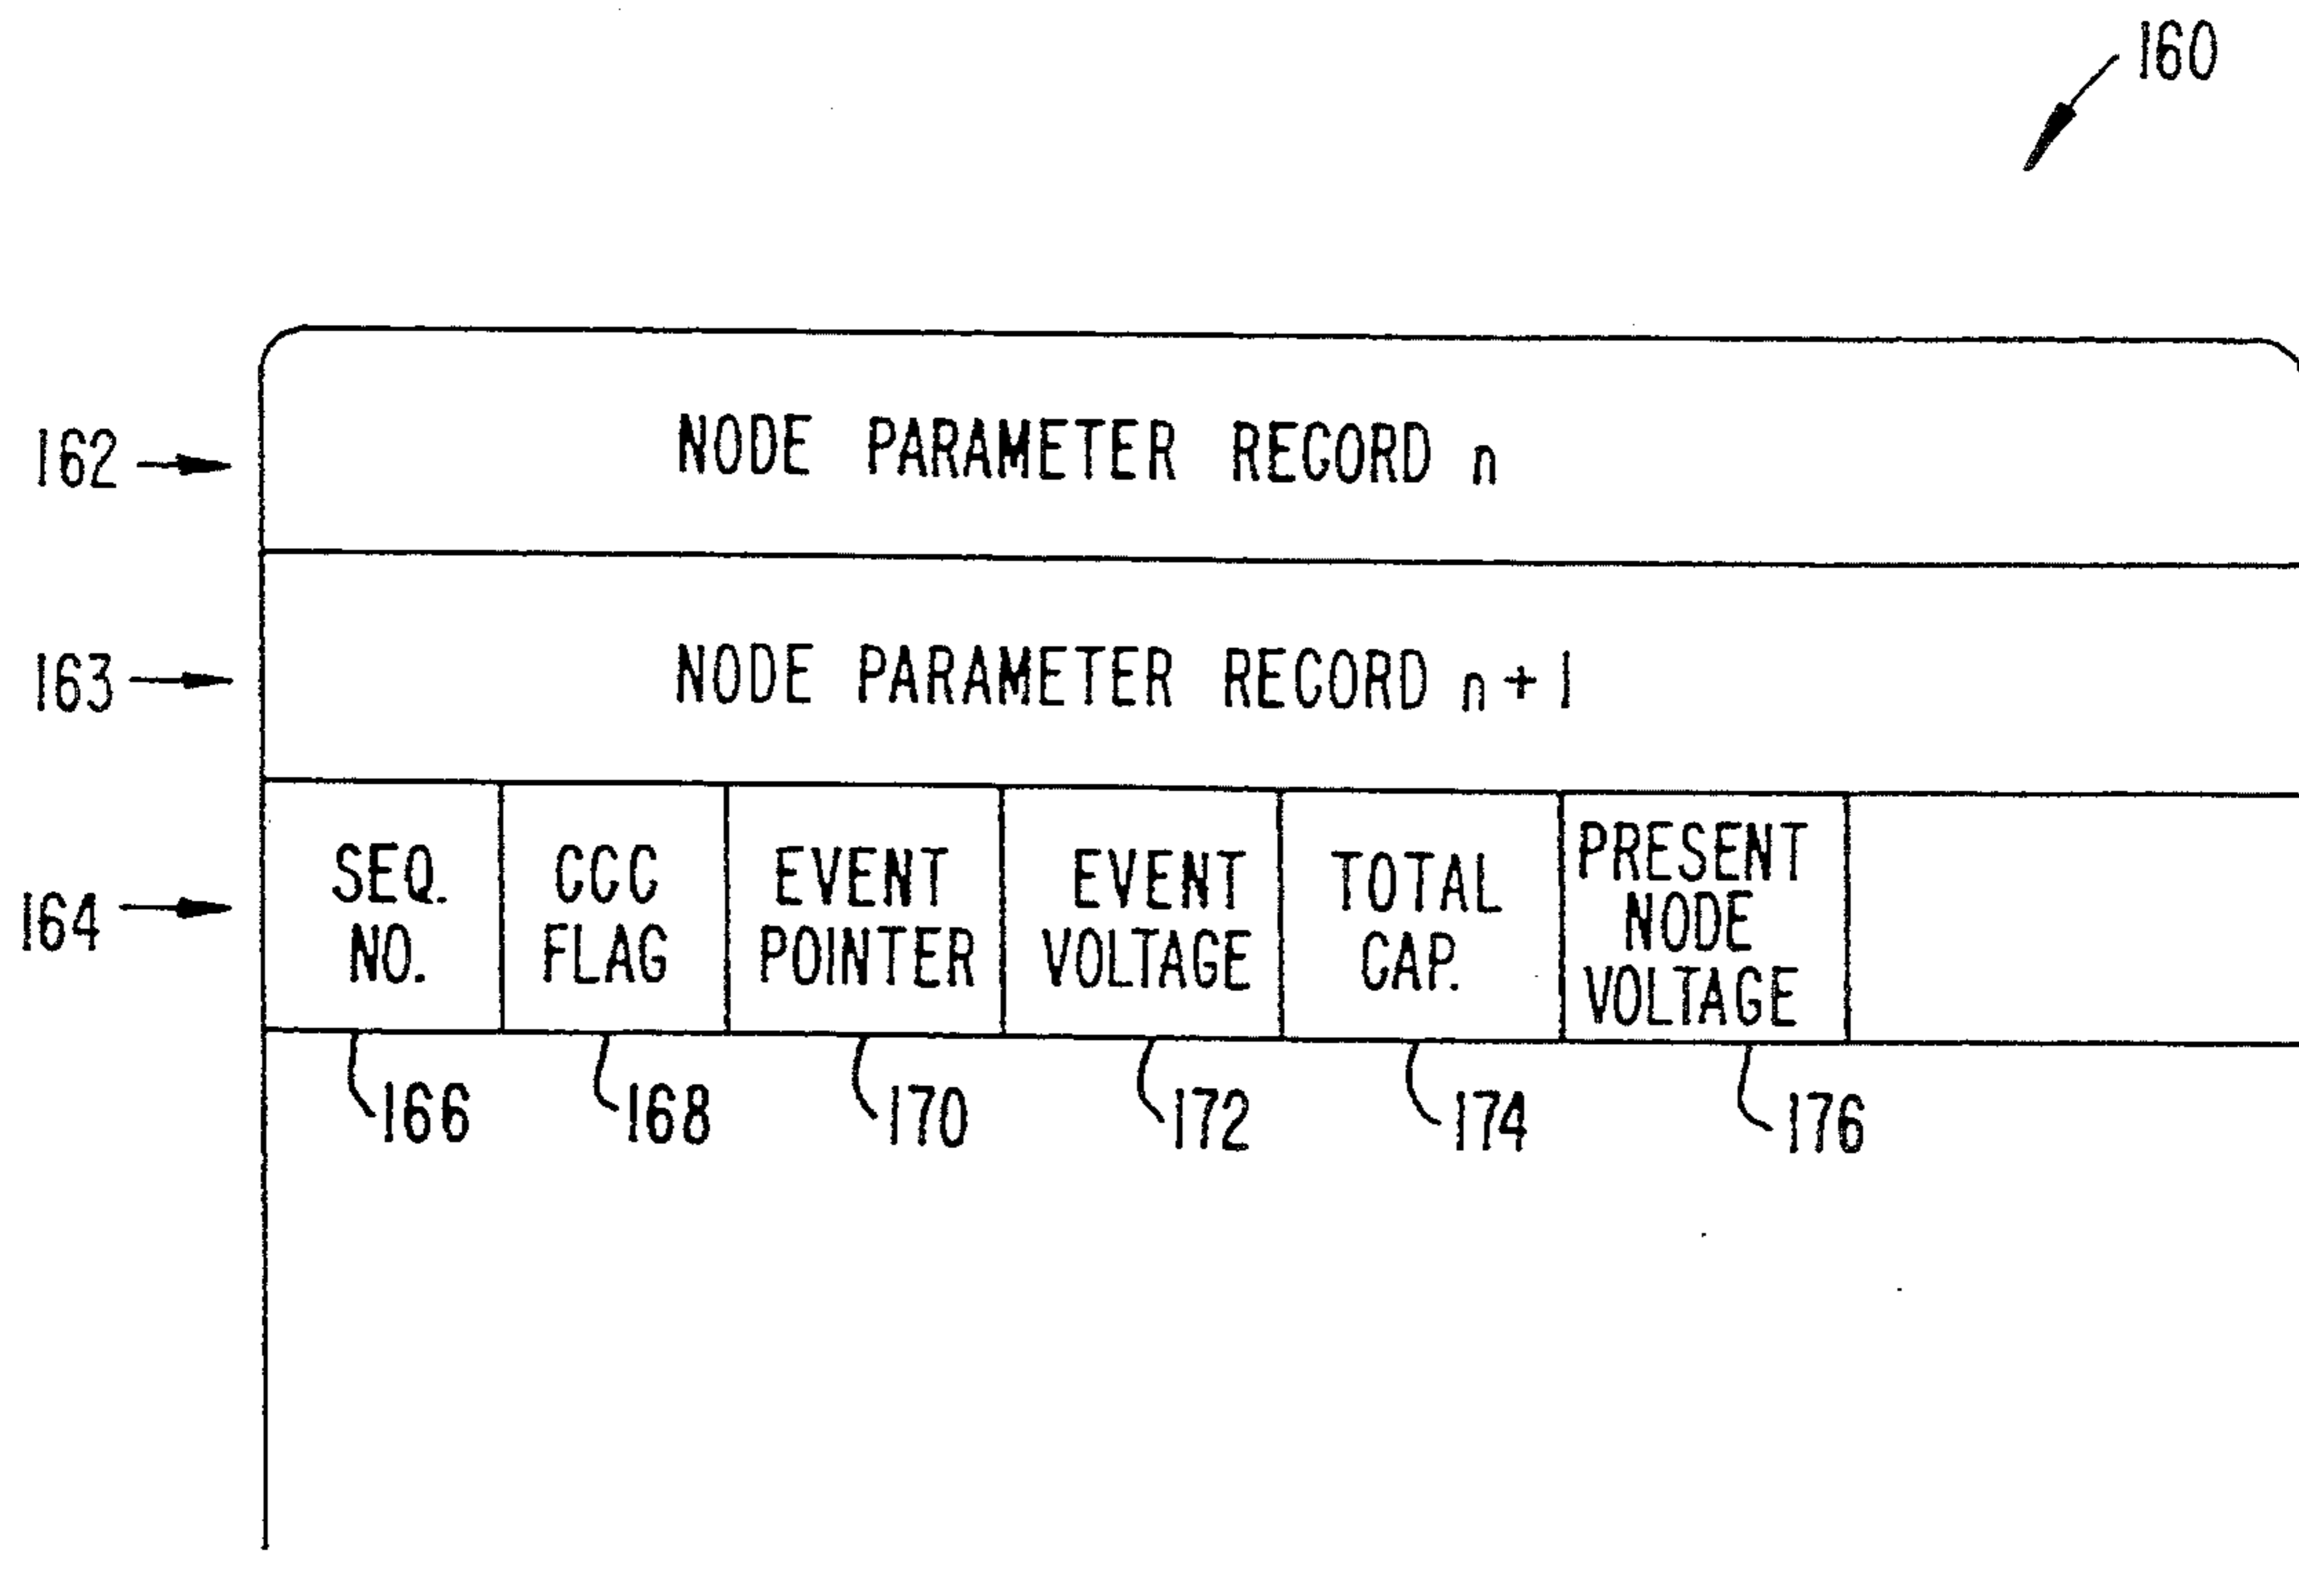 160
162
NODE PARAMETER RECORD n
163
NODE PARAMETER RECORD n + 1
164
SEQ.
NO.
CCC
FLAG
EVENT
POINTER
EVENT
VOLTAGE
TOTAL
CAP.
PRESENT
NODE
VOLTAGE
166
168
170
172
174
176